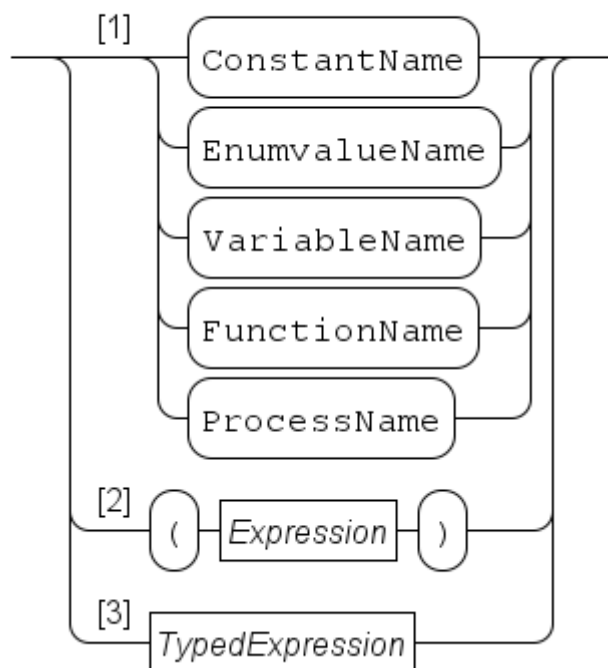 [1]
ConstantName
EnumvalueName
VariableName
FunctionName
ProcessName
[2]
( Expression )
[3]
TypedExpression